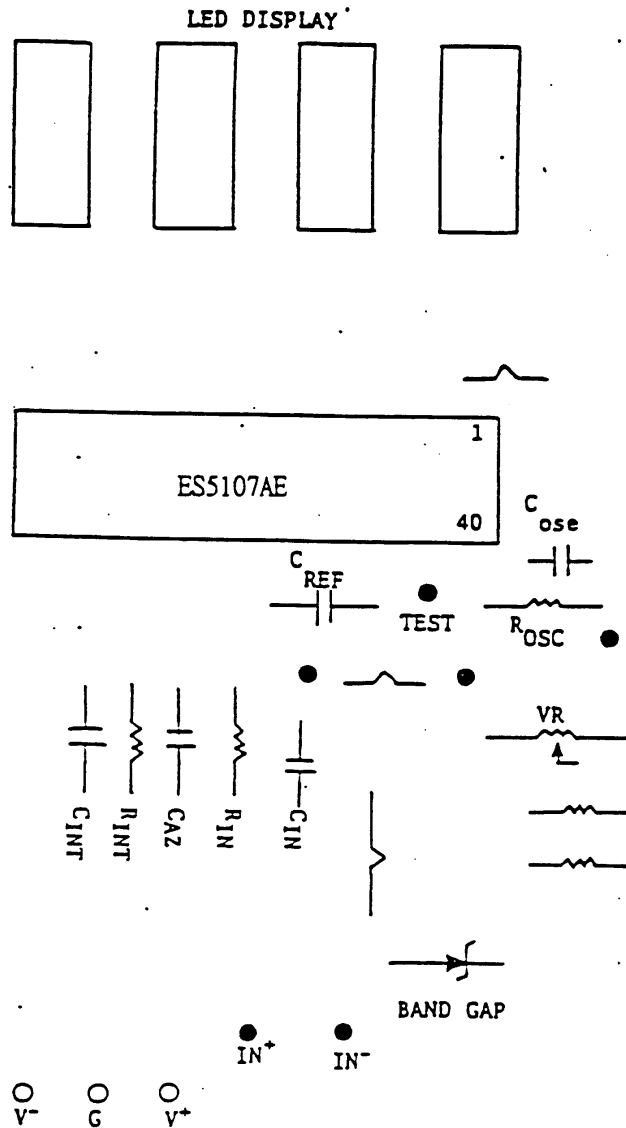 LED DISPLAY
1
ES5107AE
40
C ose
C REF
TEST
R OSC
VR
C INT
R INT
C AZ
R IN
C IN
BAND GAP
IN+
IN-
V-
G
V+